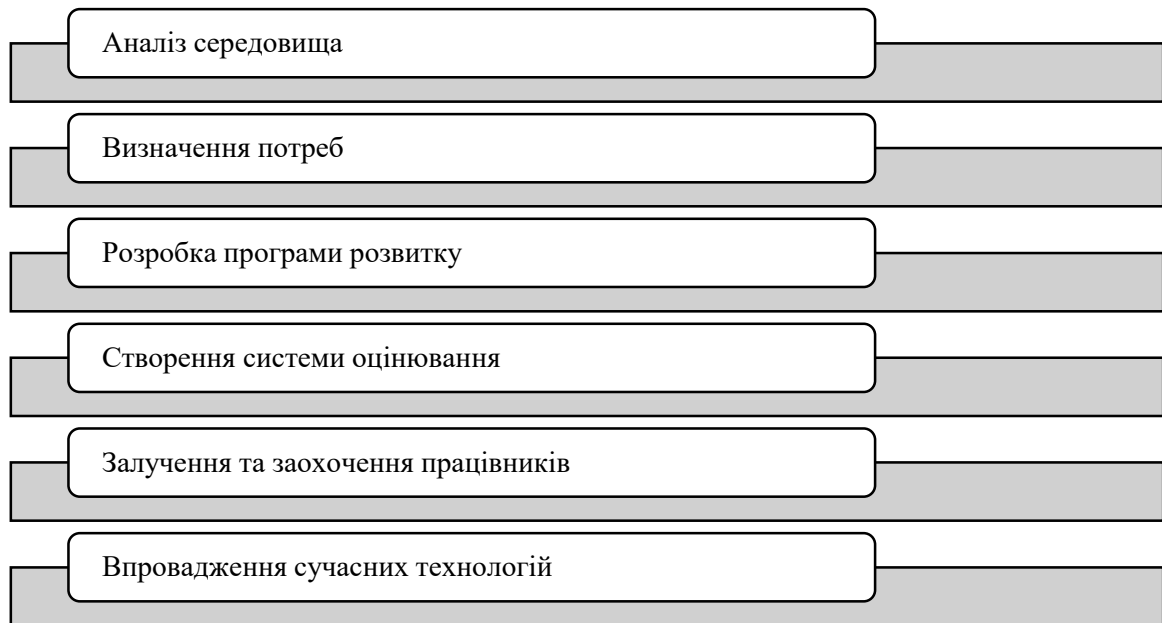 Аналіз середовища
Визначення потреб
Розробка програми розвитку
Створення системи оцінювання
Залучення та заохочення працівників
Впровадження сучасних технологій